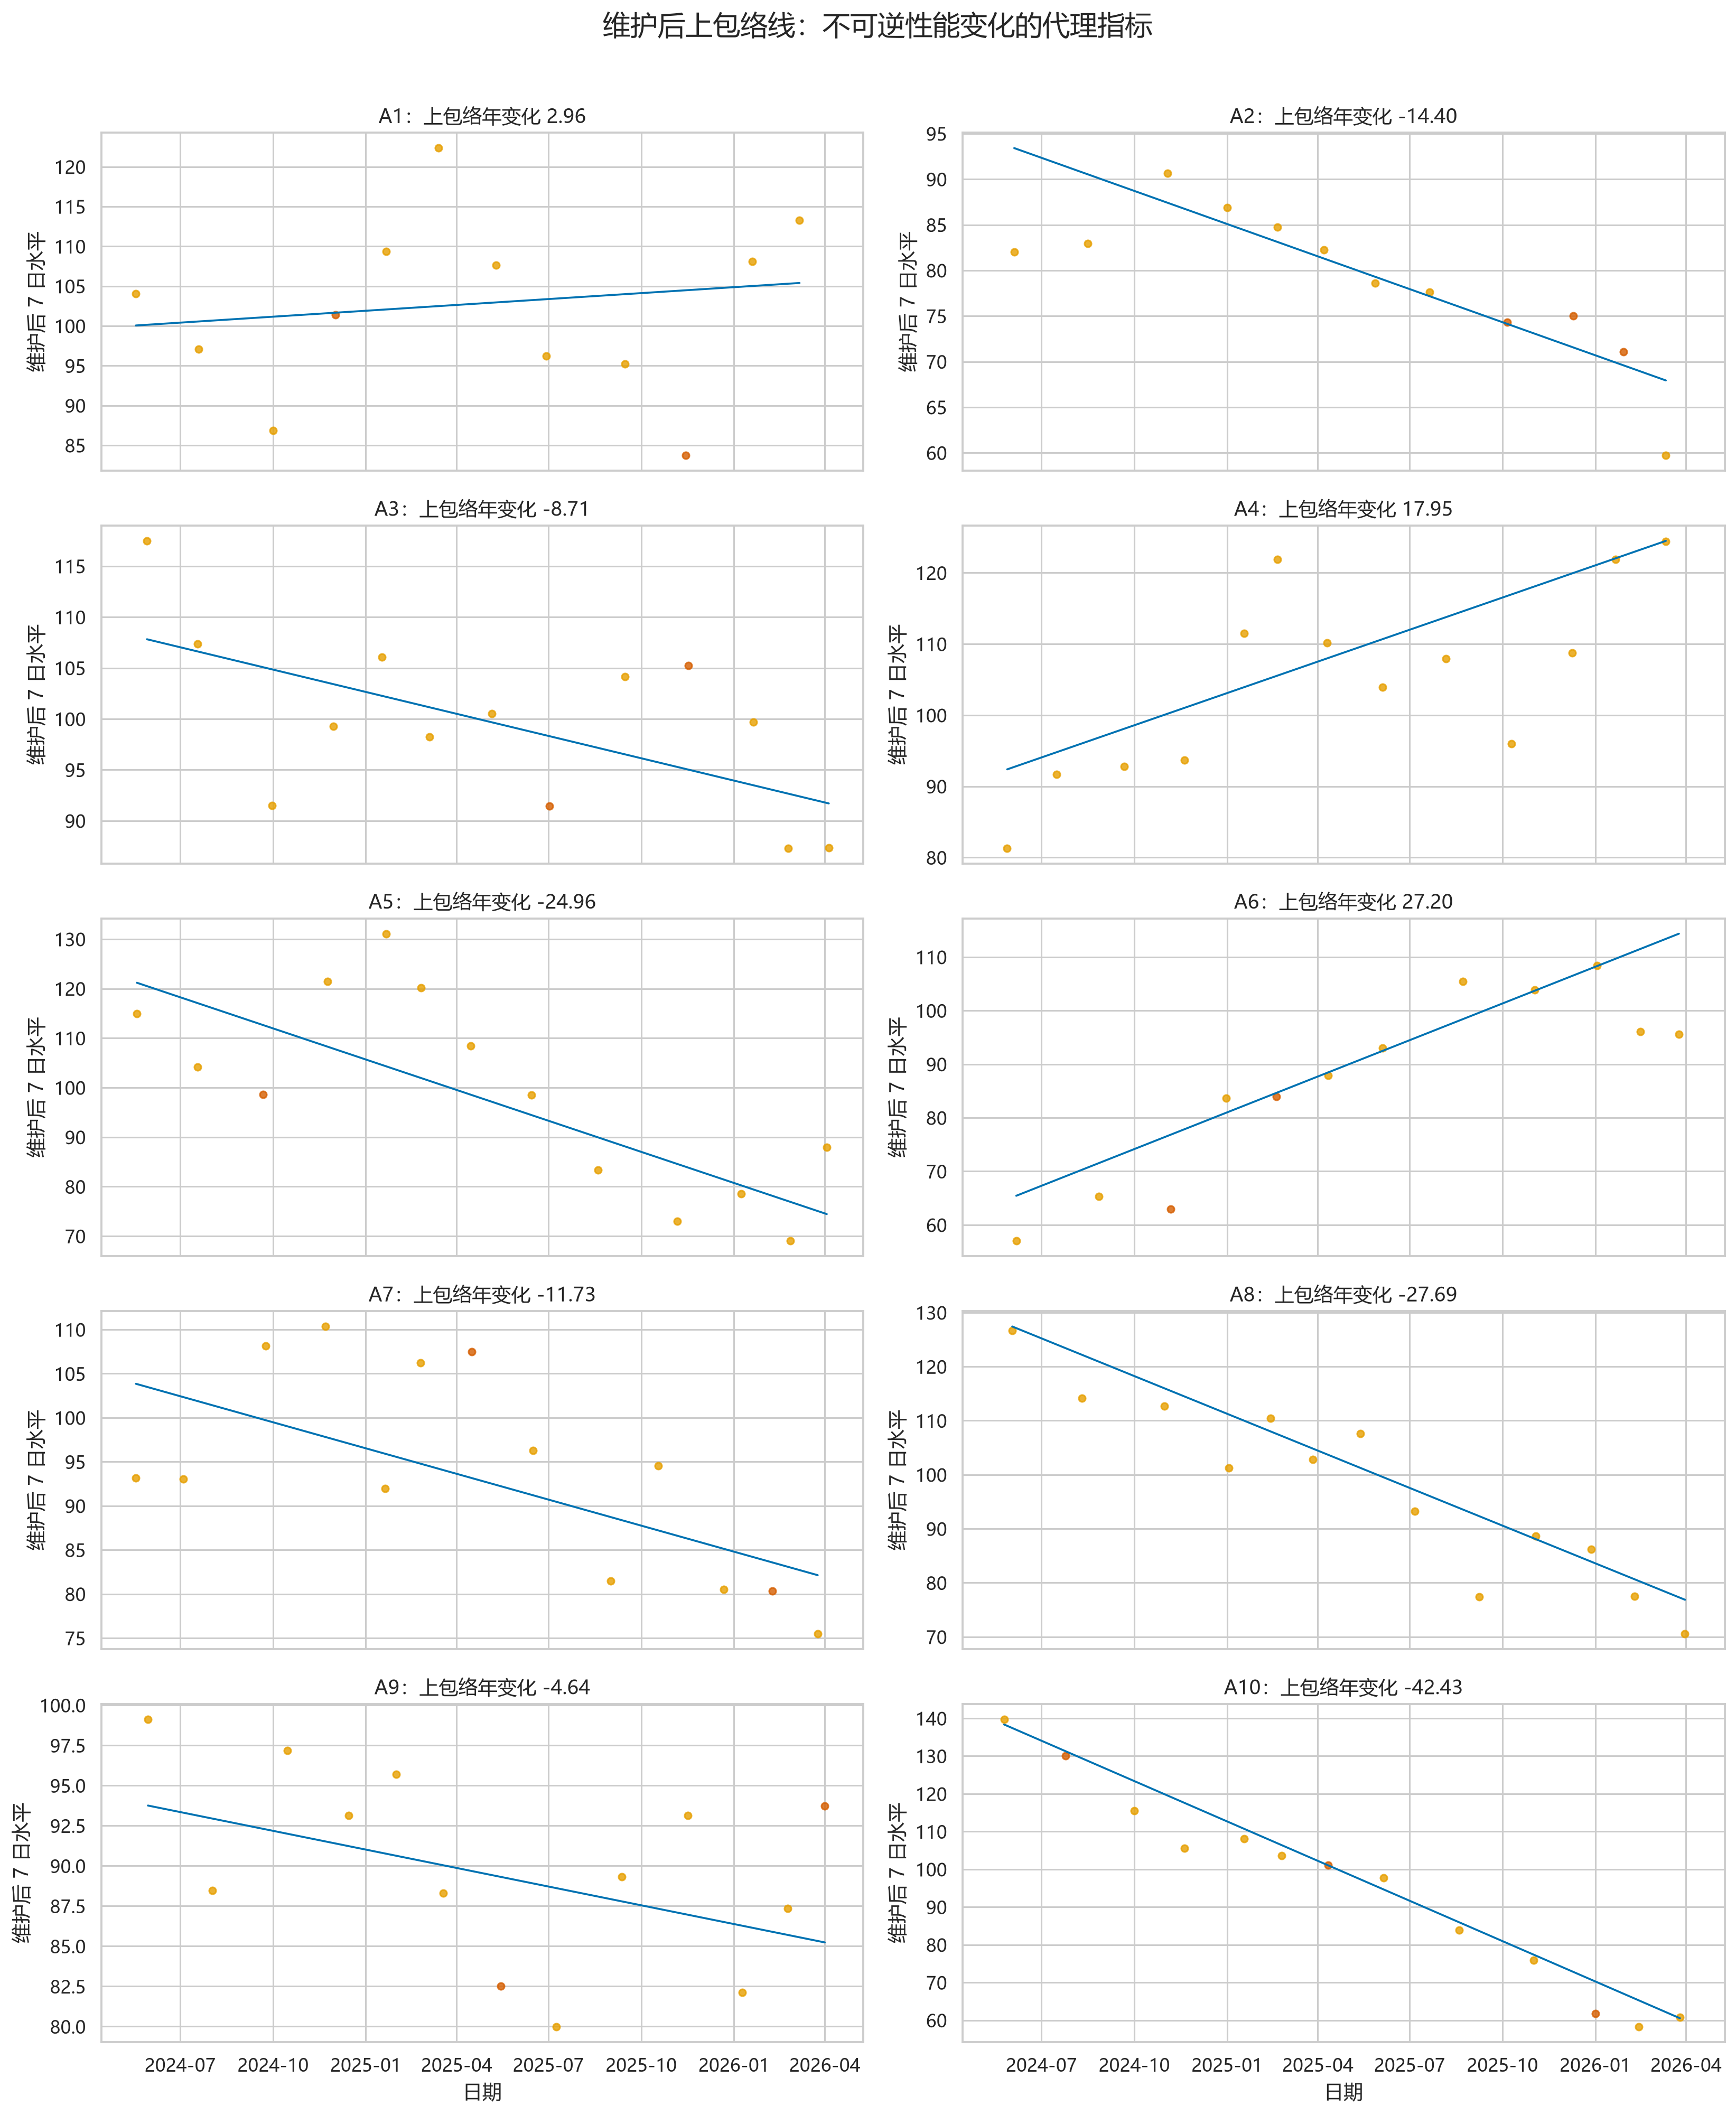 维护后上包络线：不可逆性能变化的代理指标
A1：上包络年变化 2.96
维护后 7 日水平
120
115
110
105
100
95
90
85
A2：上包络年变化 -14.40
维护后 7 日水平
95
90
85
80
75
70
65
60
A3：上包络年变化 -8.71
维护后 7 日水平
115
110
105
100
95
90
A4：上包络年变化 17.95
维护后 7 日水平
120
110
100
90
80
A5：上包络年变化 -24.96
维护后 7 日水平
130
120
110
100
90
80
70
A6：上包络年变化 27.20
维护后 7 日水平
110
100
90
80
70
60
A7：上包络年变化 -11.73
维护后 7 日水平
110
105
100
95
90
85
80
75
A8：上包络年变化 -27.69
维护后 7 日水平
130
120
110
100
90
80
70
A9：上包络年变化 -4.64
维护后 7 日水平
100.0
97.5
95.0
92.5
90.0
87.5
85.0
82.5
80.0
2024-07 2024-10 2025-01 2025-04 2025-07 2025-10 2026-01 2026-04
日期
A10：上包络年变化 -42.43
维护后 7 日水平
140
130
120
110
100
90
80
70
60
2024-07 2024-10 2025-01 2025-04 2025-07 2025-10 2026-01 2026-04
日期